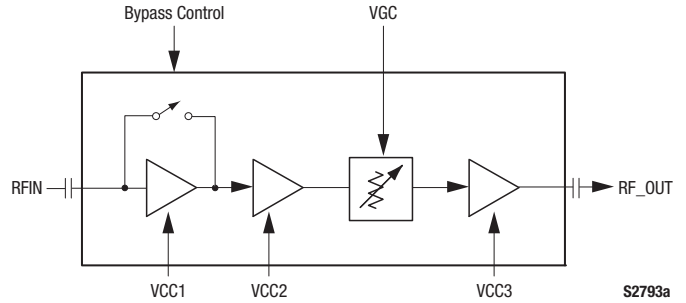 Bypass Control
VGC
RFIN
RF_OUT
VCC1
VCC2
VCC3
S2793a